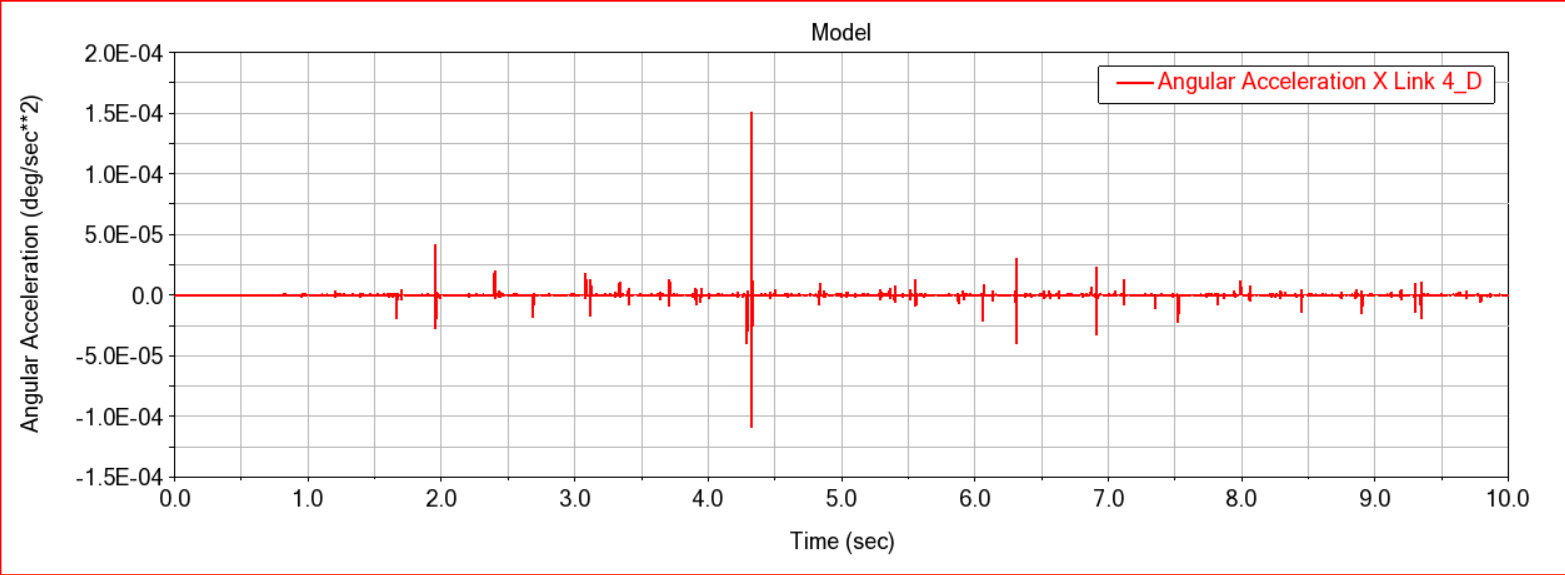 Model
Angular Acceleration X Link 4_D
Angular Acceleration (deg/sec**2)
2.0E-04
1.5E-04
1.0E-04
5.0E-05
0.0
-5.0E-05
-1.0E-04
-1.5E-04
0.0 1.0 2.0 3.0 4.0 5.0 6.0 7.0 8.0 9.0 10.0
Time (sec)